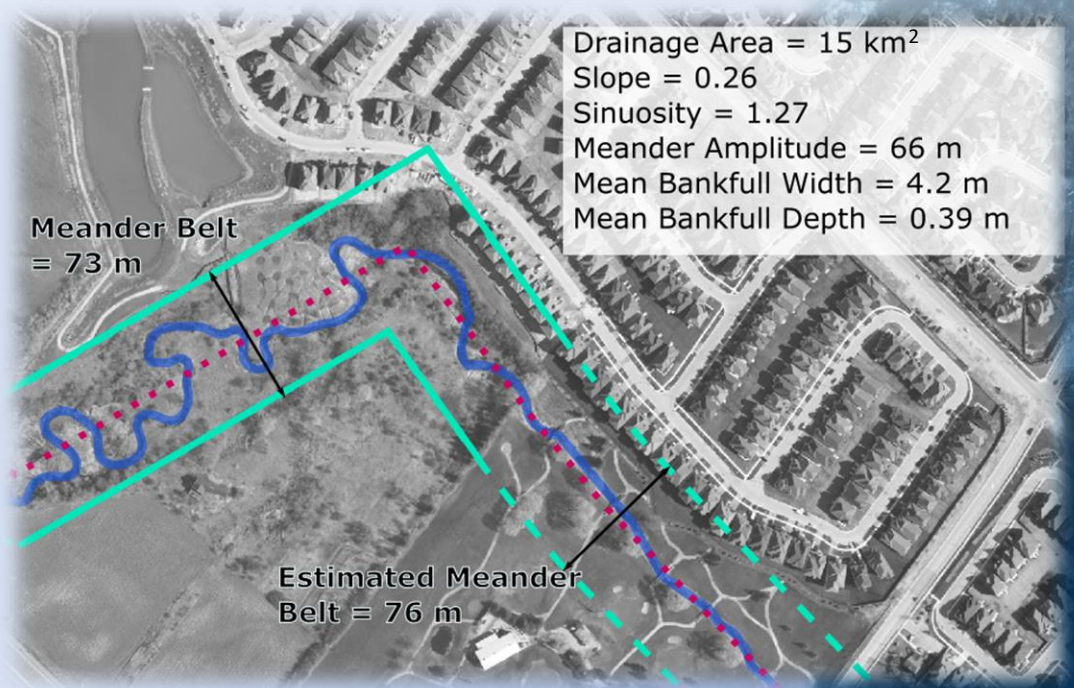 Drainage Area = 15 km²
Slope = 0.26
Sinuosity = 1.27
Meander Amplitude = 66 m
Mean Bankfull Width = 4.2 m
Mean Bankfull Depth = 0.39 m
Meander Belt
= 73 m
Estimated Meander
Belt = 76 m